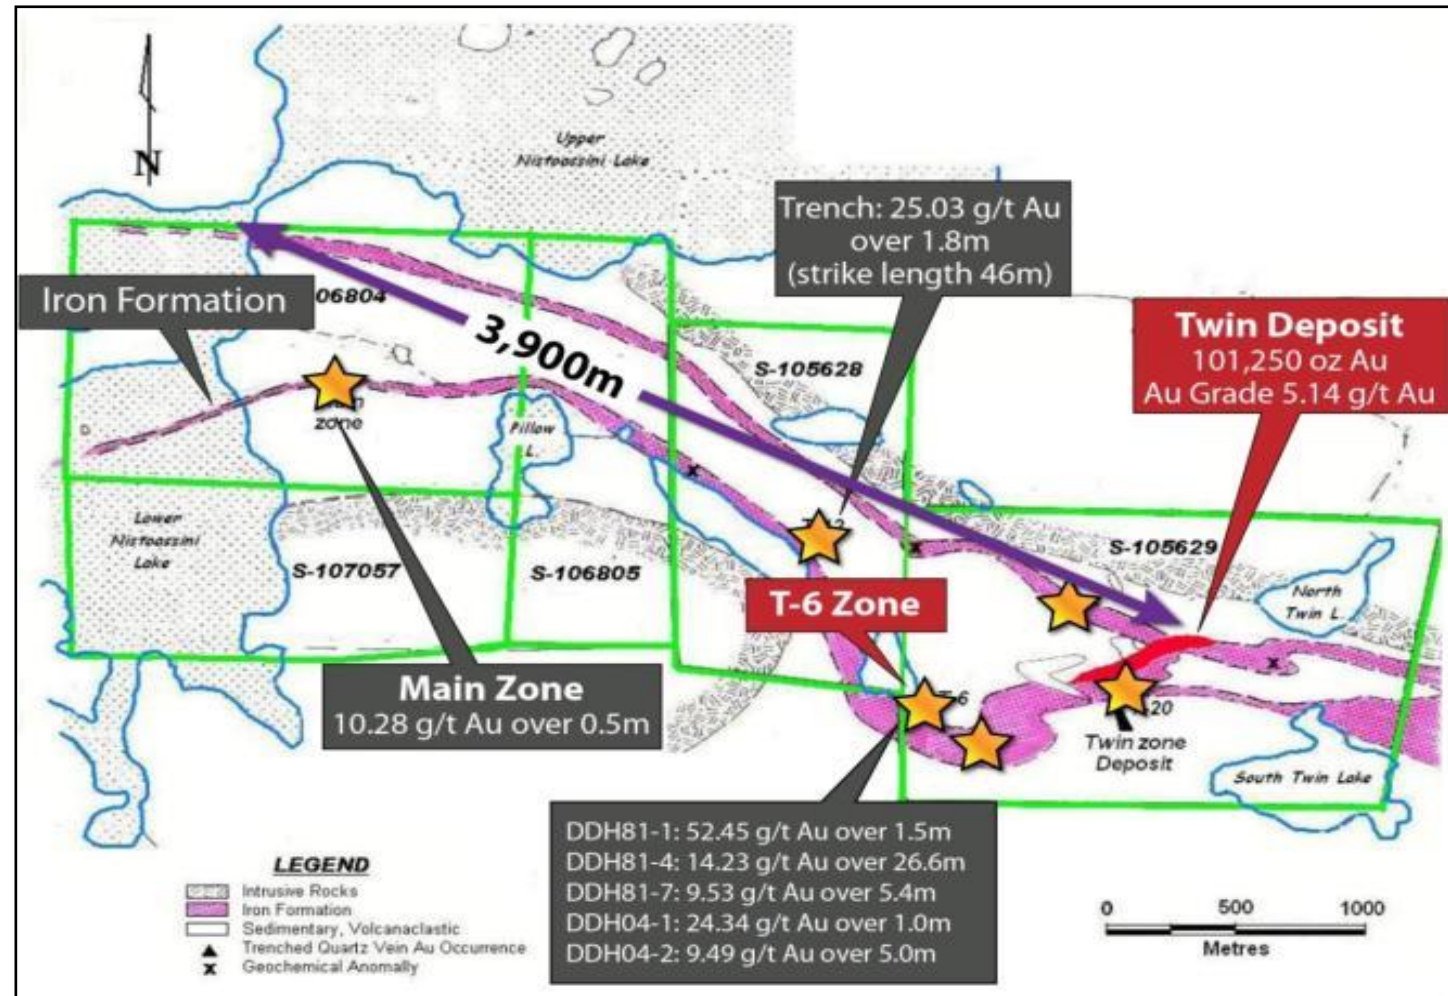 N
Upper
Nistoassini Lake
Trench: 25.03 g/t Au
over 1.8m
(strike length 46m)
Iron Formation
06804
3,900m
S-105628
Twin Deposit
101,250 oz Au
Au Grade 5.14 g/t Au
zone
Pillow
L.
Lower
Nistoassini
Lake
S-107057
S-106805
S-105629
North
Twin L.
T-6 Zone
Main Zone
10.28 g/t Au over 0.5m
20
Twin zone
Deposit
South Twin Lake
DDH81-1: 52.45 g/t Au over 1.5m
DDH81-4: 14.23 g/t Au over 26.6m
DDH81-7: 9.53 g/t Au over 5.4m
DDH04-1: 24.34 g/t Au over 1.0m
DDH04-2: 9.49 g/t Au over 5.0m
LEGEND
Intrusive Rocks
Iron Formation
Sedimentary, Volcanaclastic
Trenched Quartz Vein Au Occurrence
x Geochemical Anomally
0 500 1000
Metres